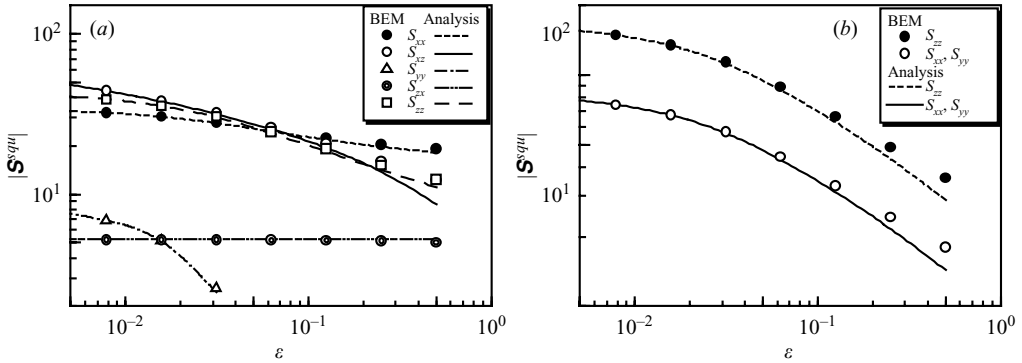 (a)
BEM Analysis
S_xx
S_xz
S_yy
S_zx
S_zz
10^2
10^1
|S^squ|
10^–2 10^–1 10^0
ε
(b)
BEM
S_zz
S_xx, S_yy
Analysis
S_zz
S_xx, S_yy
10^2
10^1
|S^squ|
10^–2 10^–1 10^0
ε